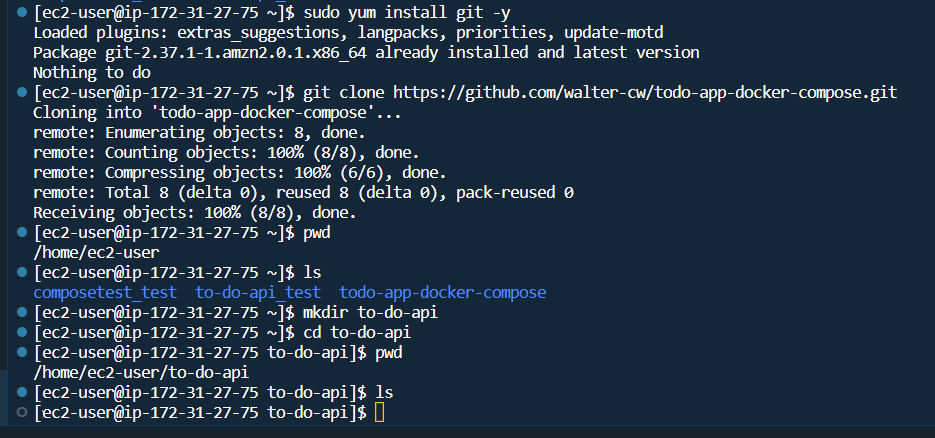 [ec2-user@ip-172-31-27-75 ~]$ sudo yum install git -y
Loaded plugins: extras_suggestions, langpacks, priorities, update-motd
Package git-2.37.1-1.amzn2.0.1.x86_64 already installed and latest version
Nothing to do
[ec2-user@ip-172-31-27-75 ~]$ git clone https://github.com/walter-cw/todo-app-docker-compose.git
Cloning into 'todo-app-docker-compose'...
remote: Enumerating objects: 8, done.
remote: Counting objects: 100% (8/8), done.
remote: Compressing objects: 100% (6/6), done.
remote: Total 8 (delta 0), reused 8 (delta 0), pack-reused 0
Receiving objects: 100% (8/8), done.
[ec2-user@ip-172-31-27-75 ~]$ pwd
/home/ec2-user
[ec2-user@ip-172-31-27-75 ~]$ ls
composetest_test  to-do-api_test  todo-app-docker-compose
[ec2-user@ip-172-31-27-75 ~]$ mkdir to-do-api
[ec2-user@ip-172-31-27-75 ~]$ cd to-do-api
[ec2-user@ip-172-31-27-75 to-do-api]$ pwd
/home/ec2-user/to-do-api
[ec2-user@ip-172-31-27-75 to-do-api]$ ls
[ec2-user@ip-172-31-27-75 to-do-api]$